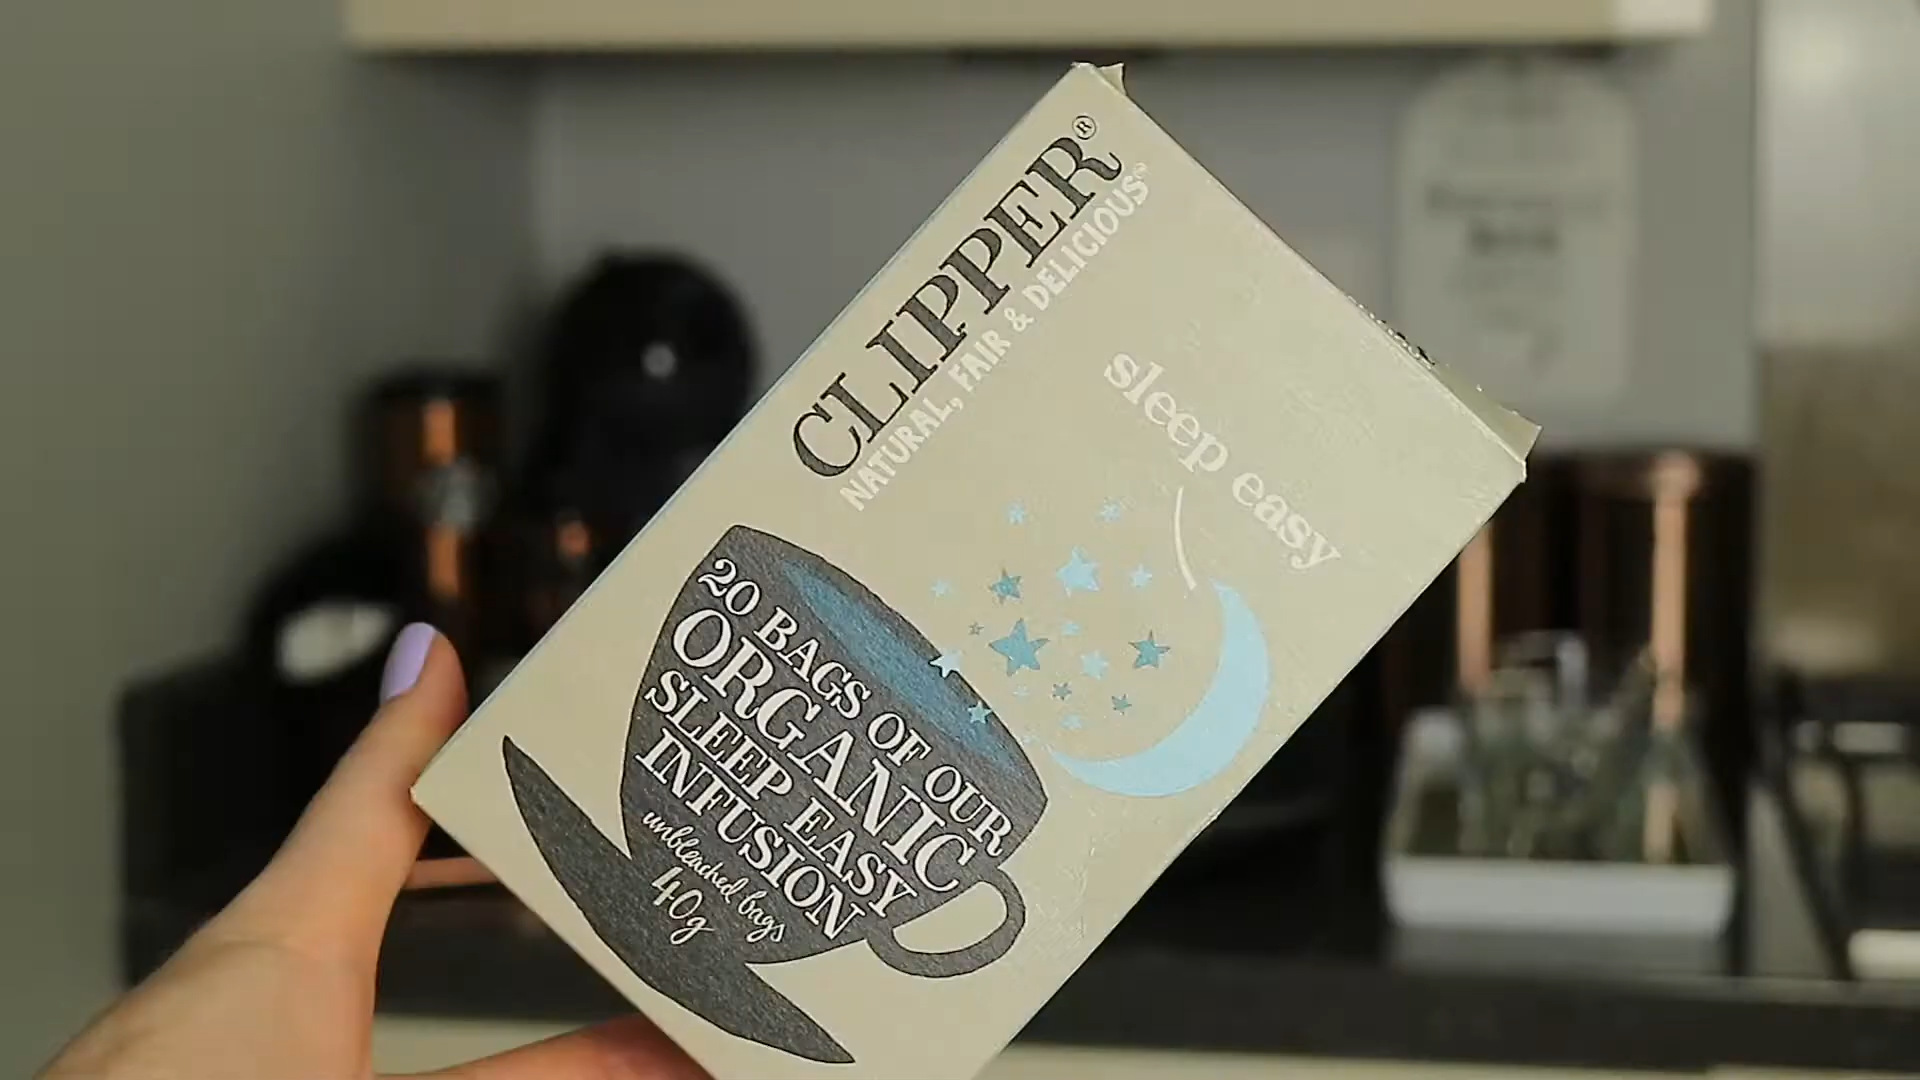 CLIPPER®
NATURAL, FAIR & DELICIOUS®
sleep easy
20 BAGS OF OUR
ORGANIC
SLEEP EASY
INFUSION
unbleached bags
40g